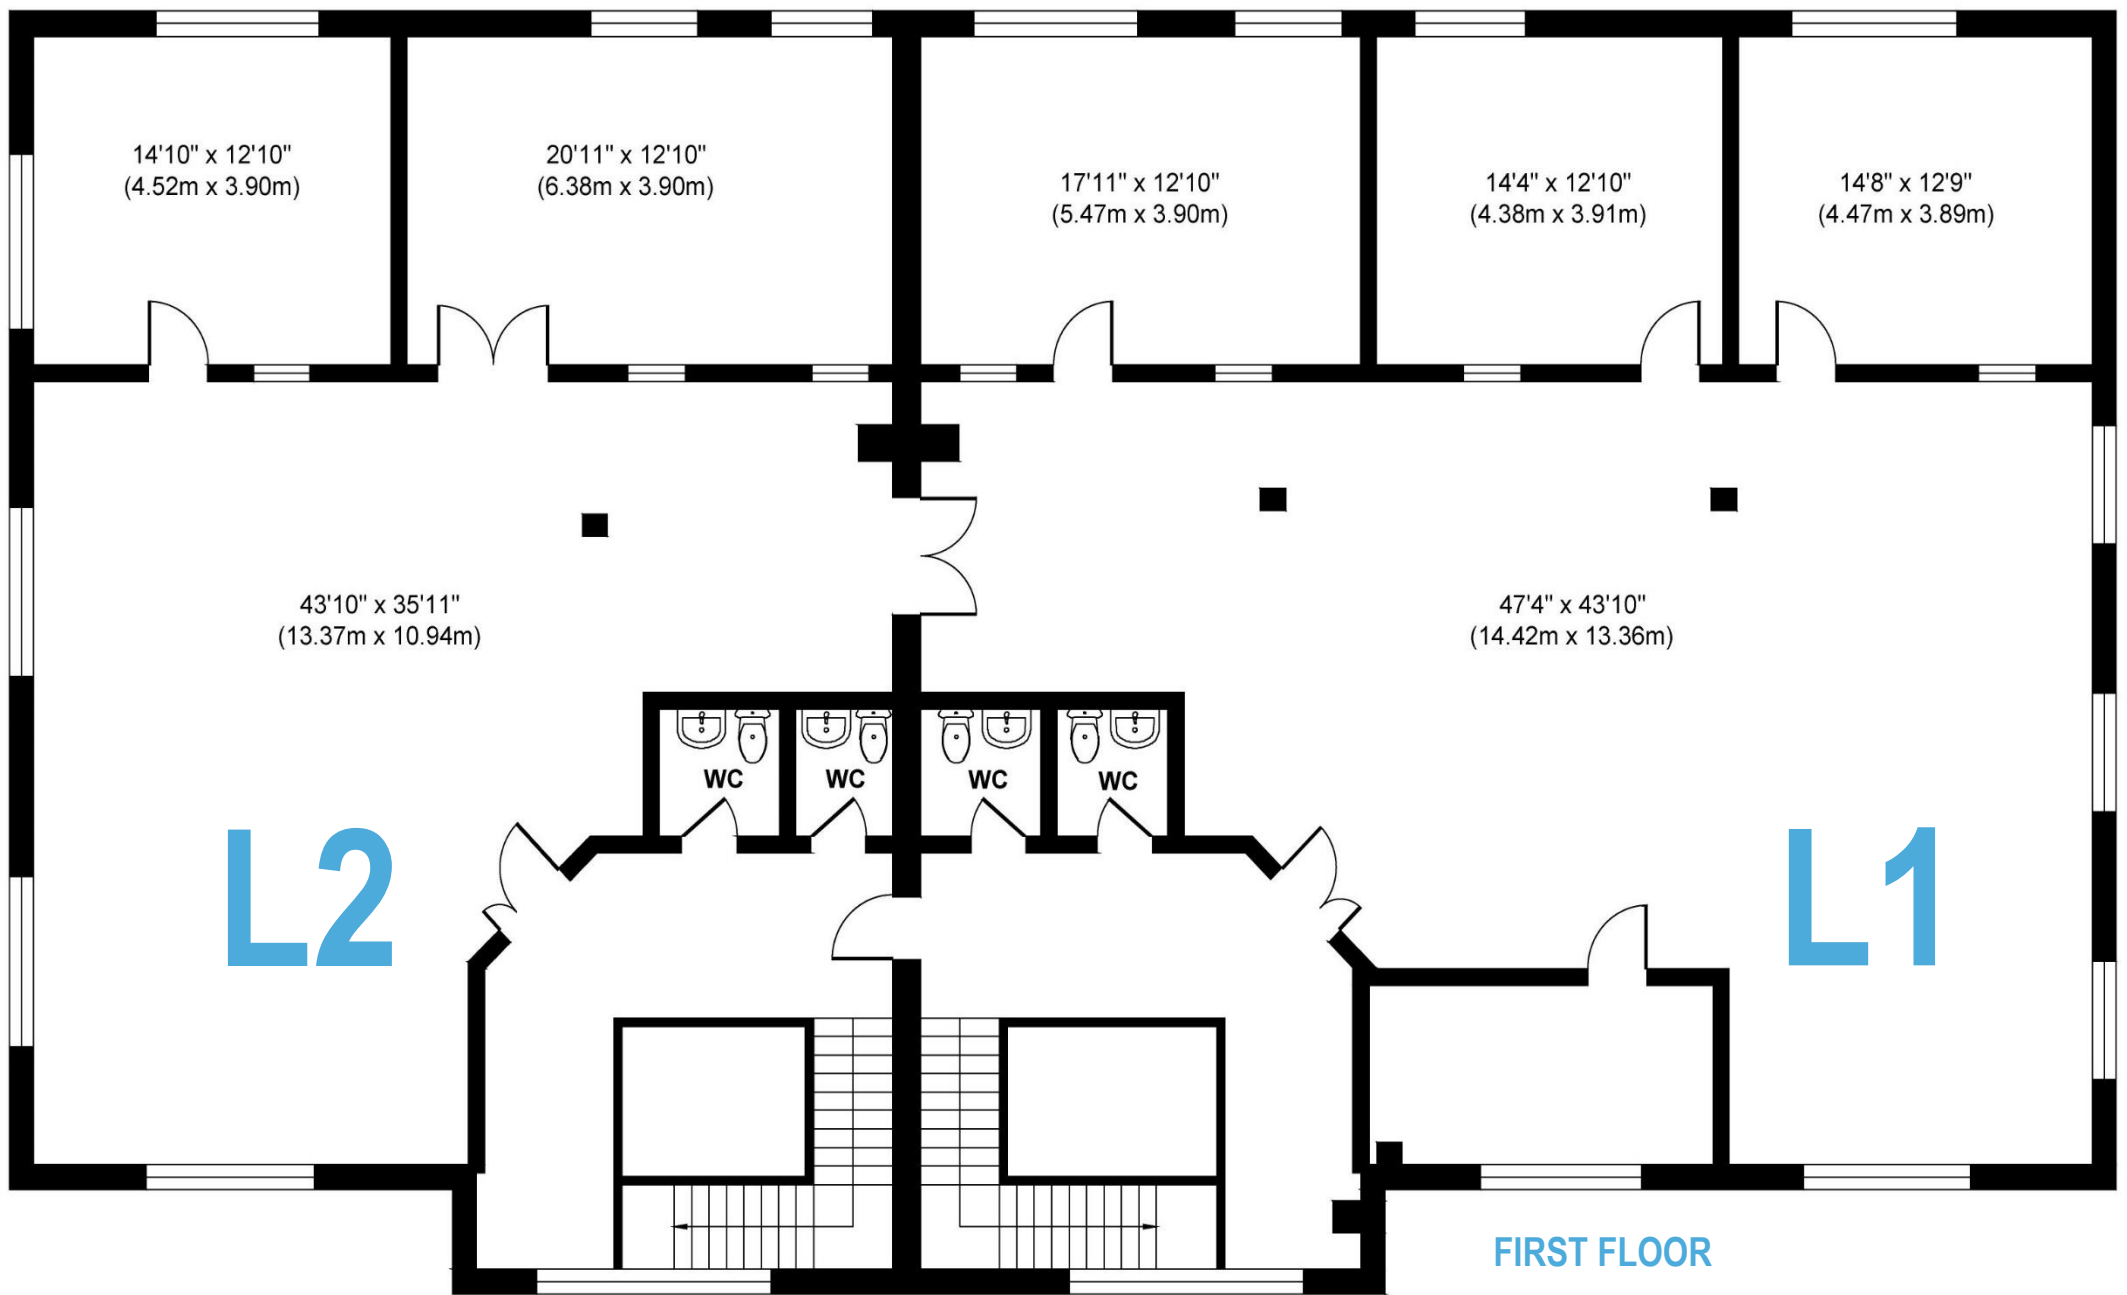 14'10" x 12'10"
(4.52m x 3.90m)
20'11" x 12'10"
(6.38m x 3.90m)
17'11" x 12'10"
(5.47m x 3.90m)
14'4" x 12'10"
(4.38m x 3.91m)
14'8" x 12'9"
(4.47m x 3.89m)
43'10" x 35'11"
(13.37m x 10.94m)
47'4" x 43'10"
(14.42m x 13.36m)
WC
WC
WC
WC
L2
L1
FIRST FLOOR